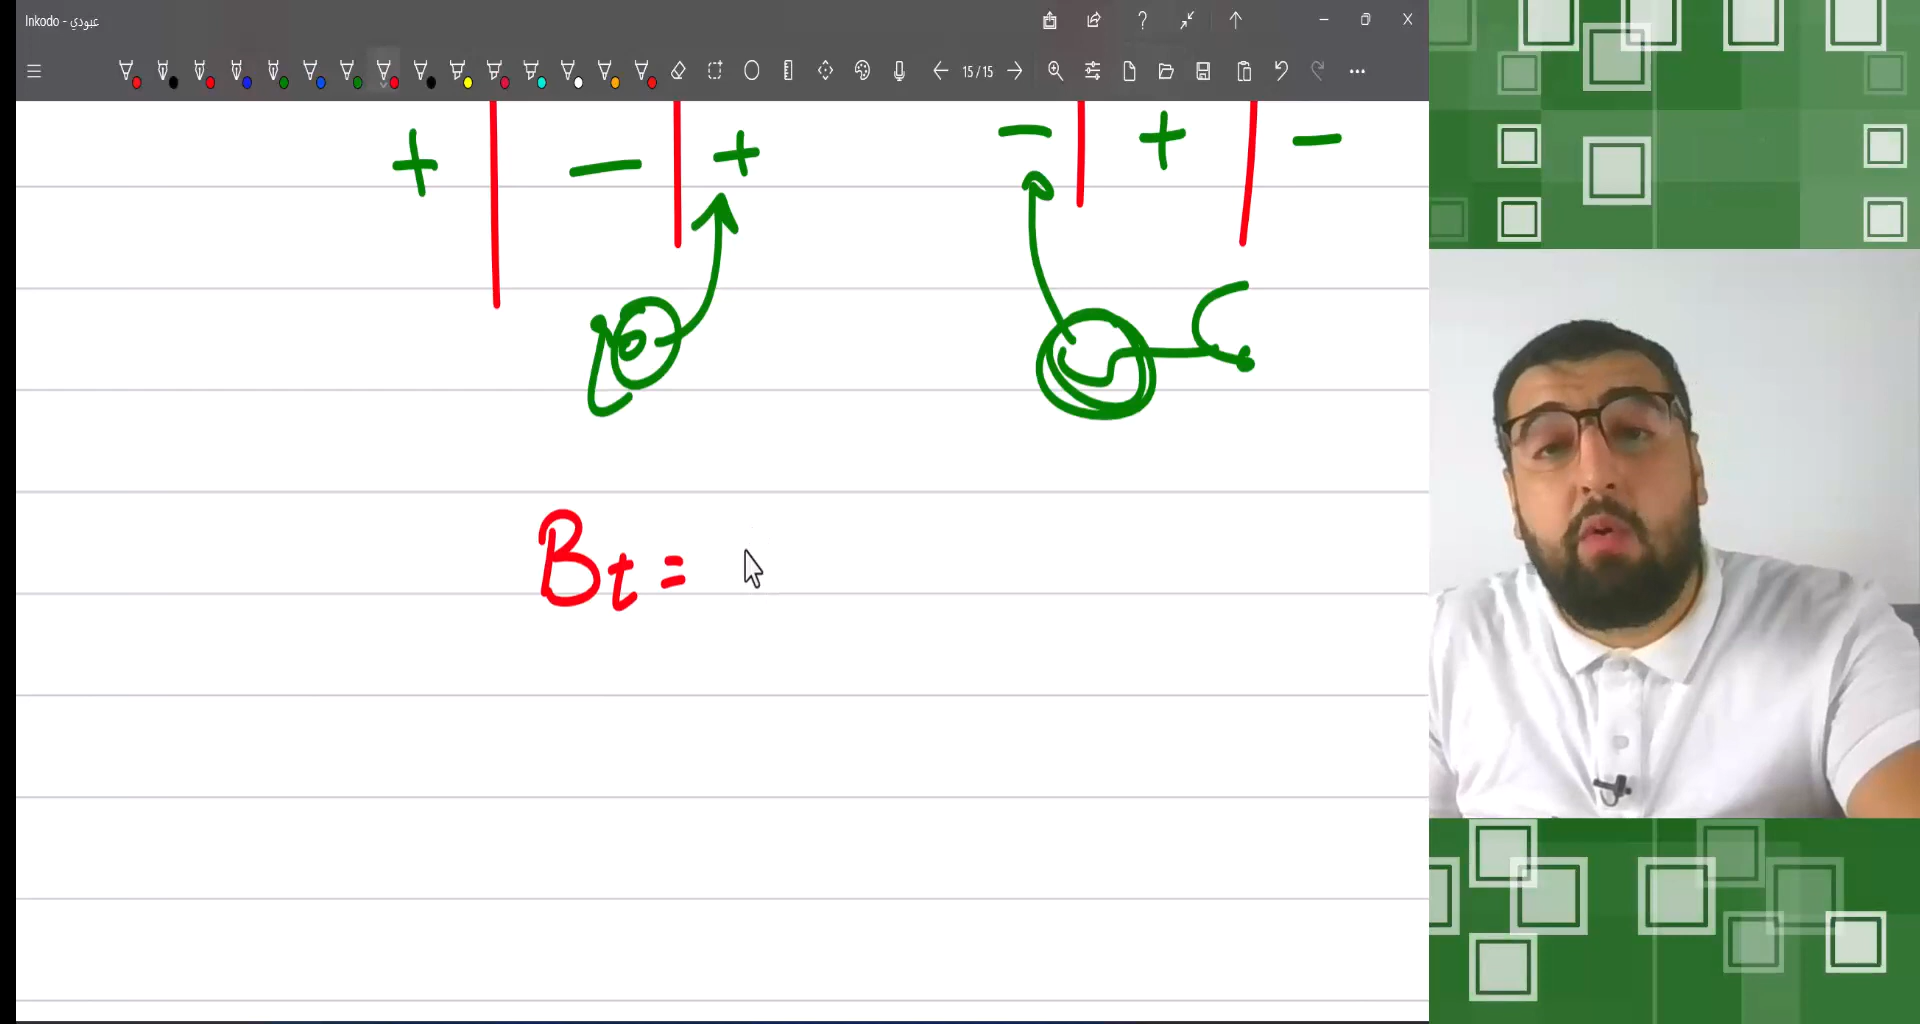 Inkodo - عبودي
15/15
+ - + - + -
Bt =